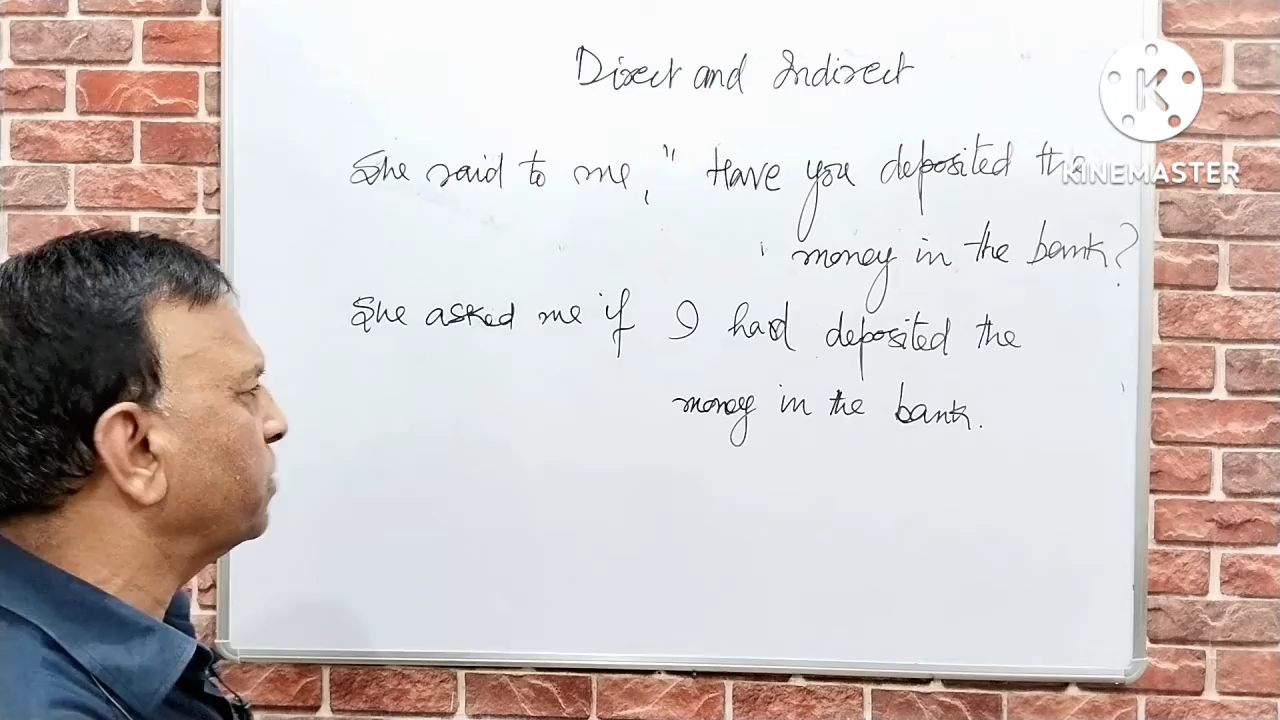 Direct and Indirect
She said to me, " Have you deposited the
money in the bank?
She asked me if I had deposited the
money in the bank.
K
KINEMASTER